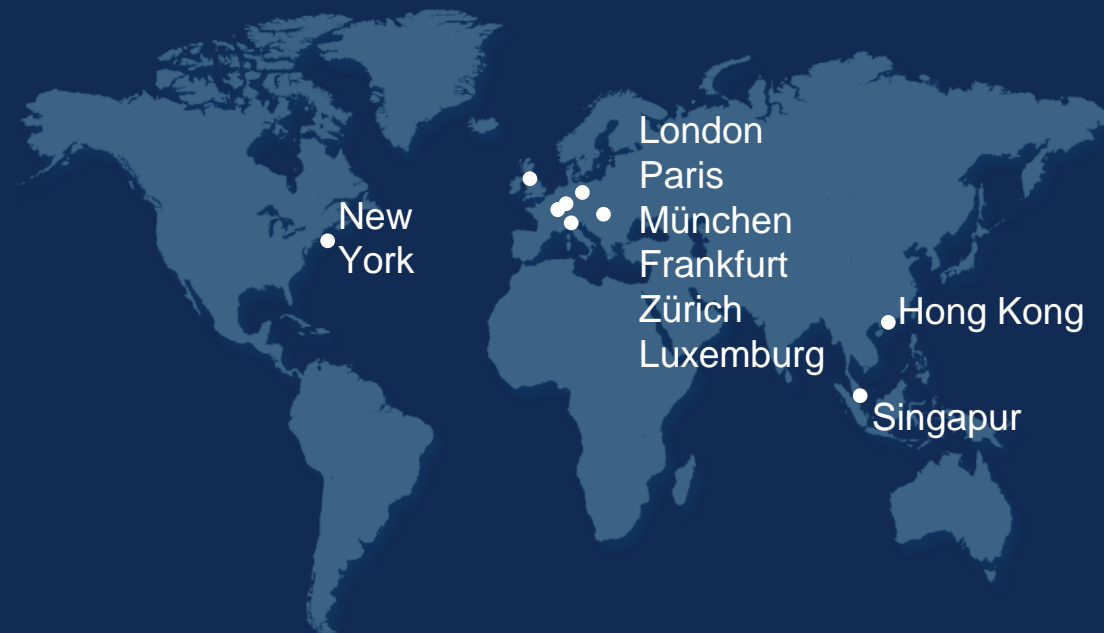 New
York
London
Paris
München
Frankfurt
Zürich
Luxemburg
Hong Kong
Singapur